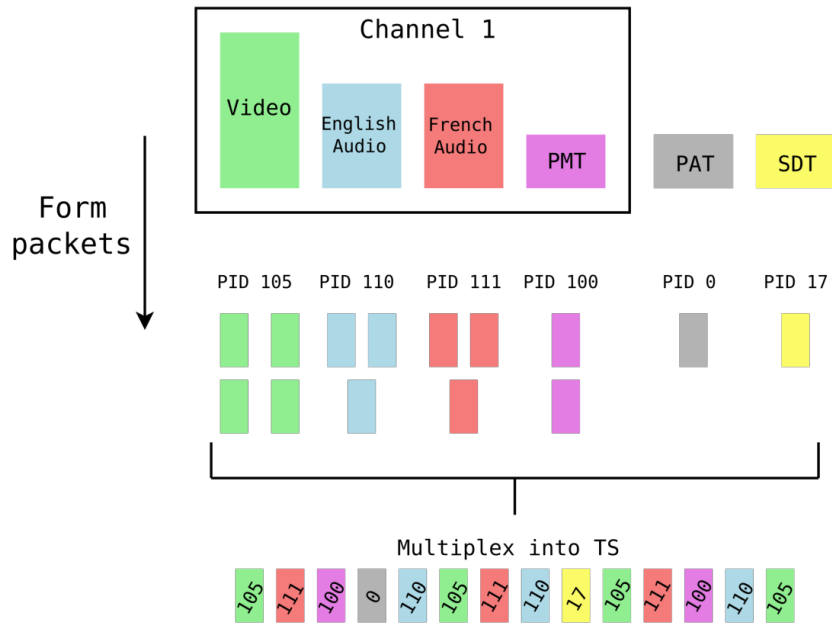 Channel 1
Video
English
Audio
French
Audio
PMT
PAT
SDT
Form
packets
PID 105
PID 110
PID 111
PID 100
PID 0
PID 17
Multiplex into TS
105
111
100
0
110
105
111
110
17
105
111
100
110
105